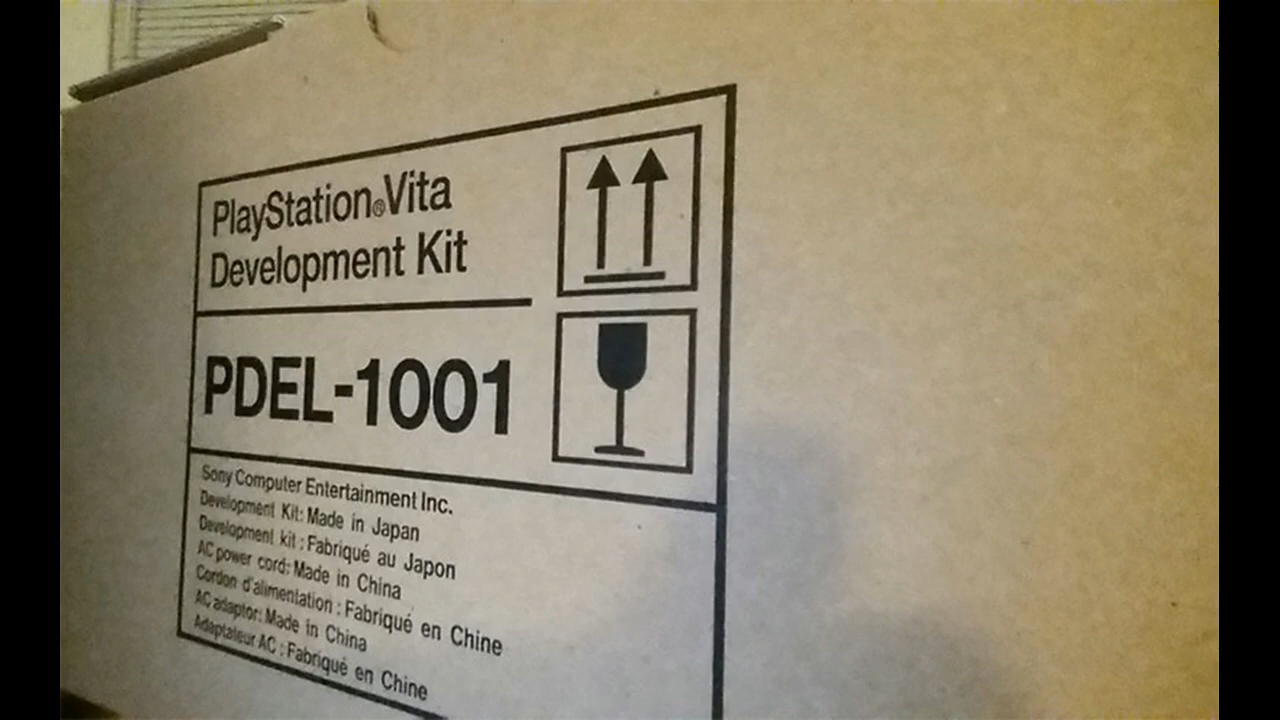 PlayStation®Vita
Development Kit
PDEL-1001
Sony Computer Entertainment Inc.
Development Kit: Made in Japan
Development kit : Fabriqué au Japon
AC power cord: Made in China
Cordon d'alimentation : Fabriqué en Chine
AC adaptor: Made in China
Adaptateur AC : Fabriqué en Chine